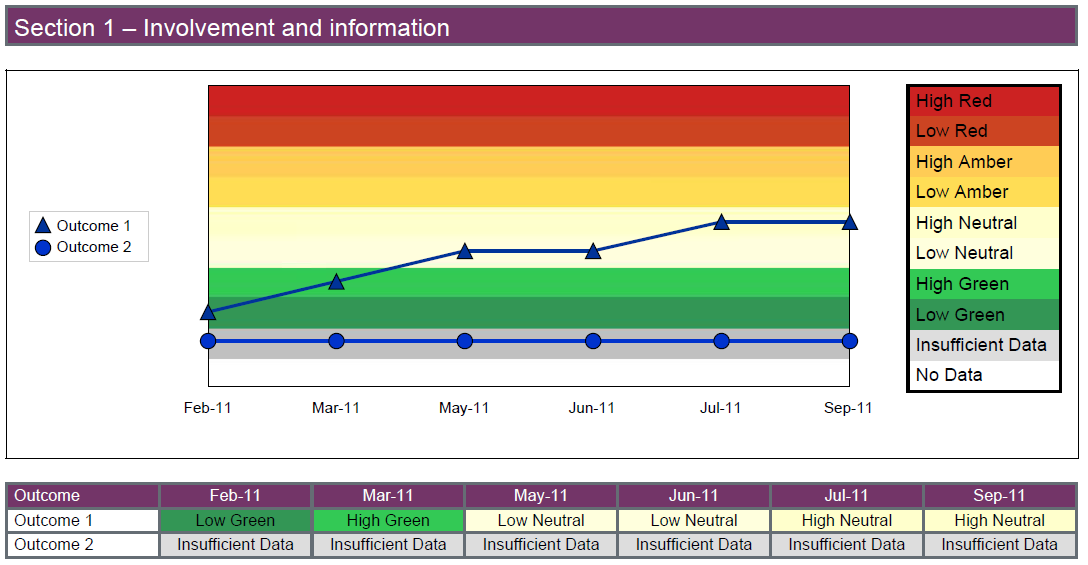 Section 1 – Involvement and information
High Red
Low Red
High Amber
Low Amber
High Neutral
Low Neutral
High Green
Low Green
Insufficient Data
No Data
Outcome 1
Outcome 2
Feb-11 Mar-11 May-11 Jun-11 Jul-11 Sep-11
Outcome Feb-11 Mar-11 May-11 Jun-11 Jul-11 Sep-11
Outcome 1 Low Green High Green Low Neutral Low Neutral High Neutral High Neutral
Outcome 2 Insufficient Data Insufficient Data Insufficient Data Insufficient Data Insufficient Data Insufficient Data